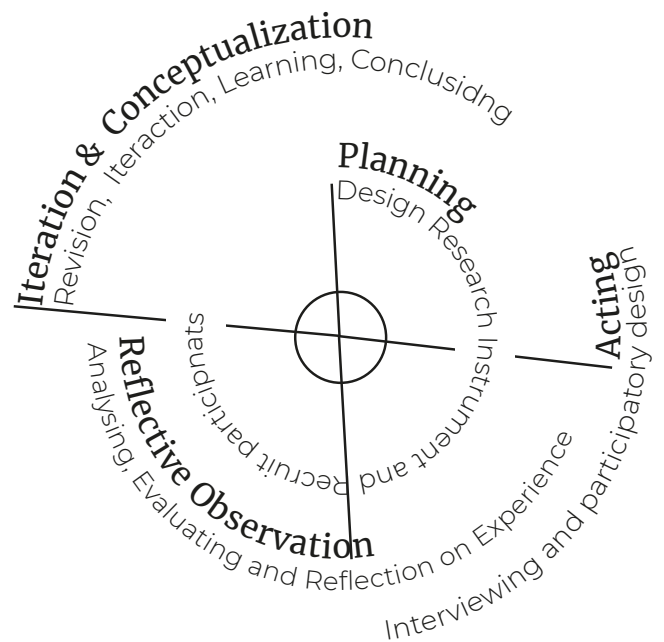 Iteration & Conceptualization
Revision, Iteraction, Learning, Conclusidng
Planning
Design Research Instrument and Recruit participnats
Acting
Interviewing and participatory design
Reflective Observation
Analysing, Evaluating and Reflection on Experience